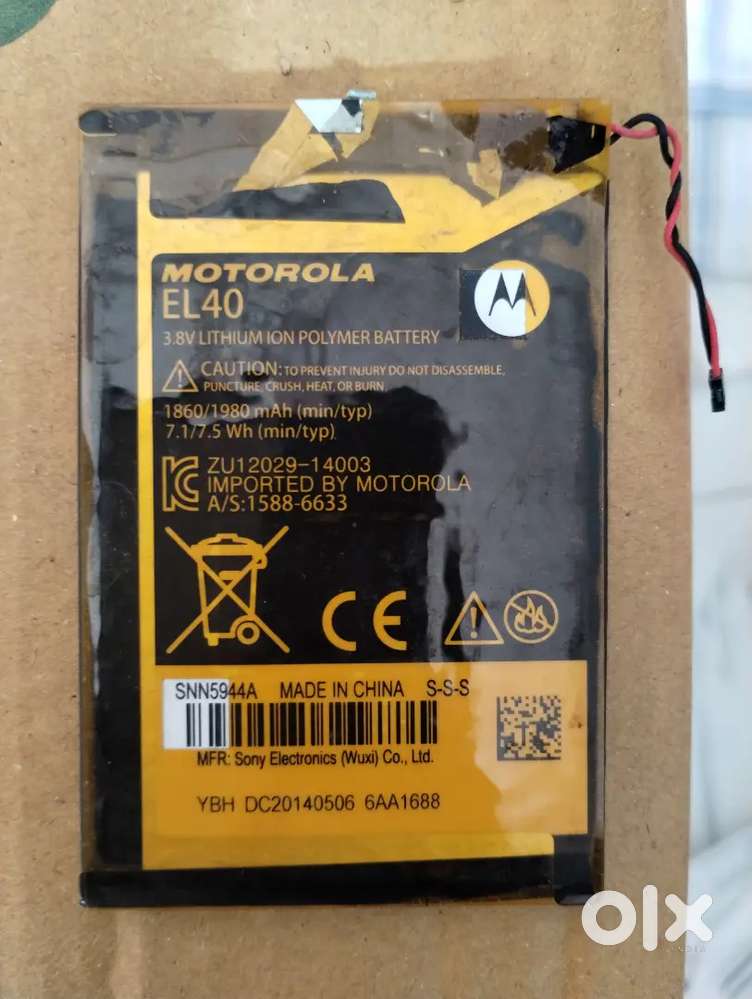 MOTOROLA
EL40
3.8V LITHIUM ION POLYMER BATTERY
CAUTION: TO PREVENT INJURY DO NOT DISASSEMBLE,
PUNCTURE, CRUSH, HEAT, OR BURN
1860/1980 mAh (min/typ)
7.1/7.5 Wh (min/typ)
ZU12029-14003
IMPORTED BY MOTOROLA
A/S:1588-6633
CE
SNN5944A MADE IN CHINA S-S-S
MFR: Sony Electronics (Wuxi) Co., Ltd.
YBH DC20140506 6AA1688
olx
INDIA